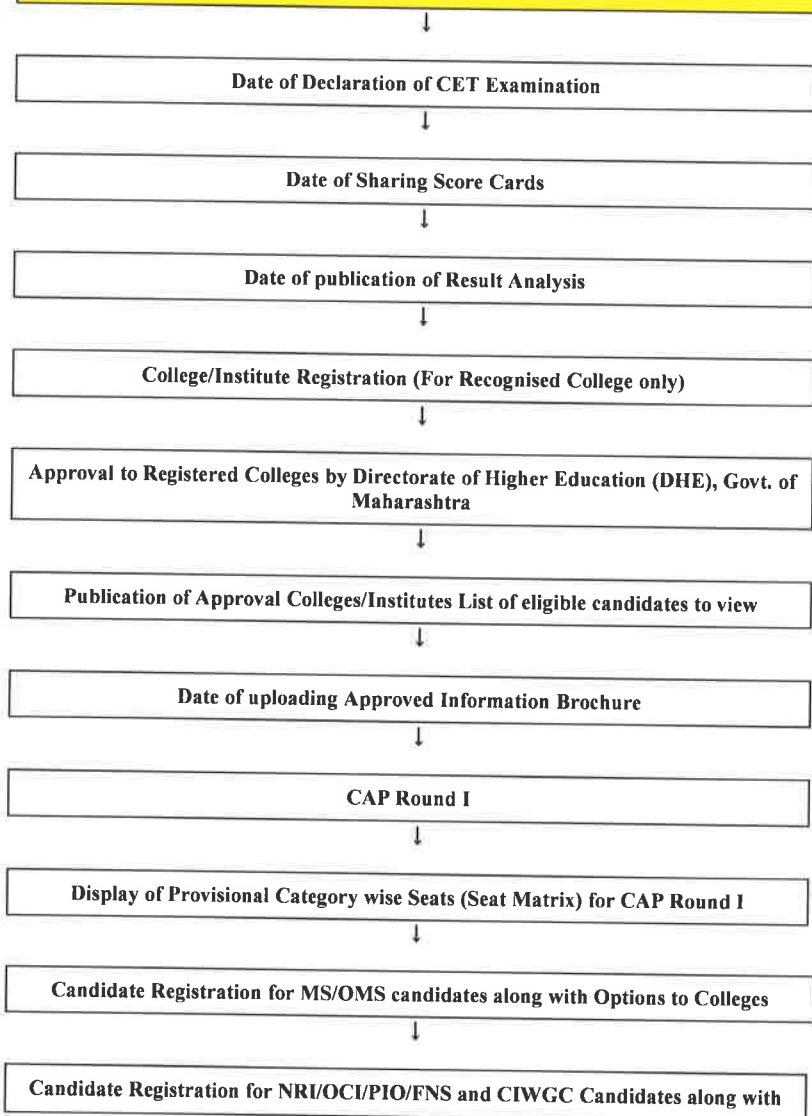 Date of Declaration of CET Examination
Date of Sharing Score Cards
Date of publication of Result Analysis
College/Institute Registration (For Recognised College only)
Approval to Registered Colleges by Directorate of Higher Education (DHE), Govt. of
Maharashtra
Publication of Approval Colleges/Institutes List of eligible candidates to view
Date of uploading Approved Information Brochure
CAP Round I
Display of Provisional Category wise Seats (Seat Matrix) for CAP Round I
Candidate Registration for MS/OMS candidates along with Options to Colleges
Candidate Registration for NRI/OCI/PIO/FNS and CIWGC Candidates along with